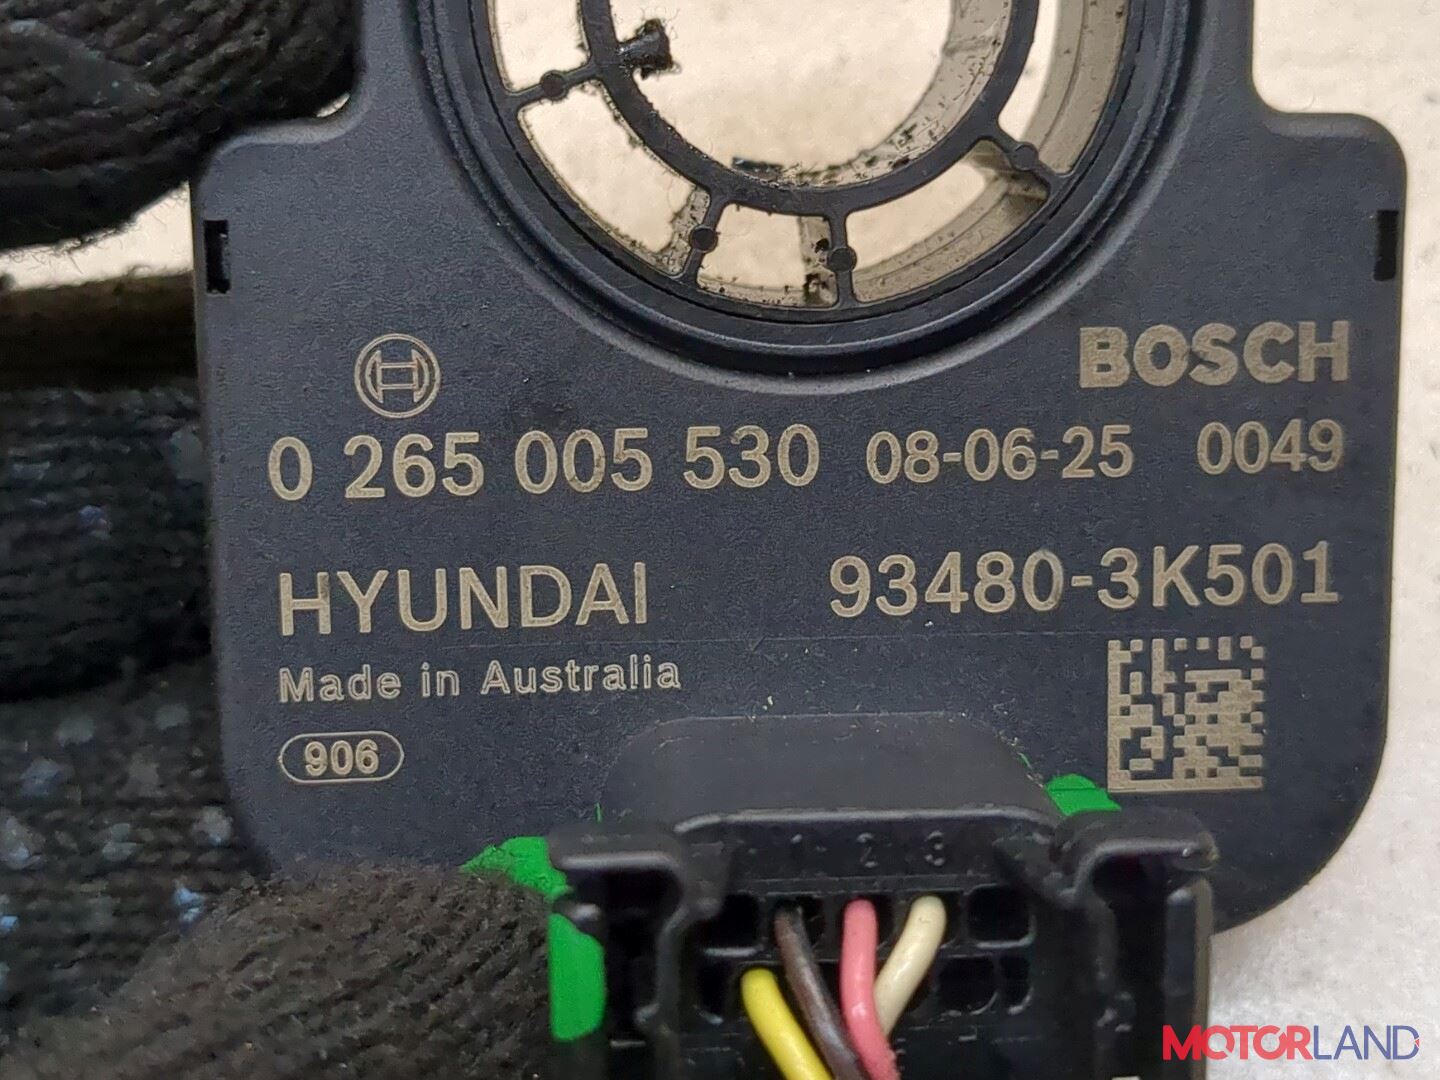 BOSCH
0 265 005 530 08-06-25 0049
HYUNDAI 93480-3K501
Made in Australia
906
1 2 3
MOTORLAND